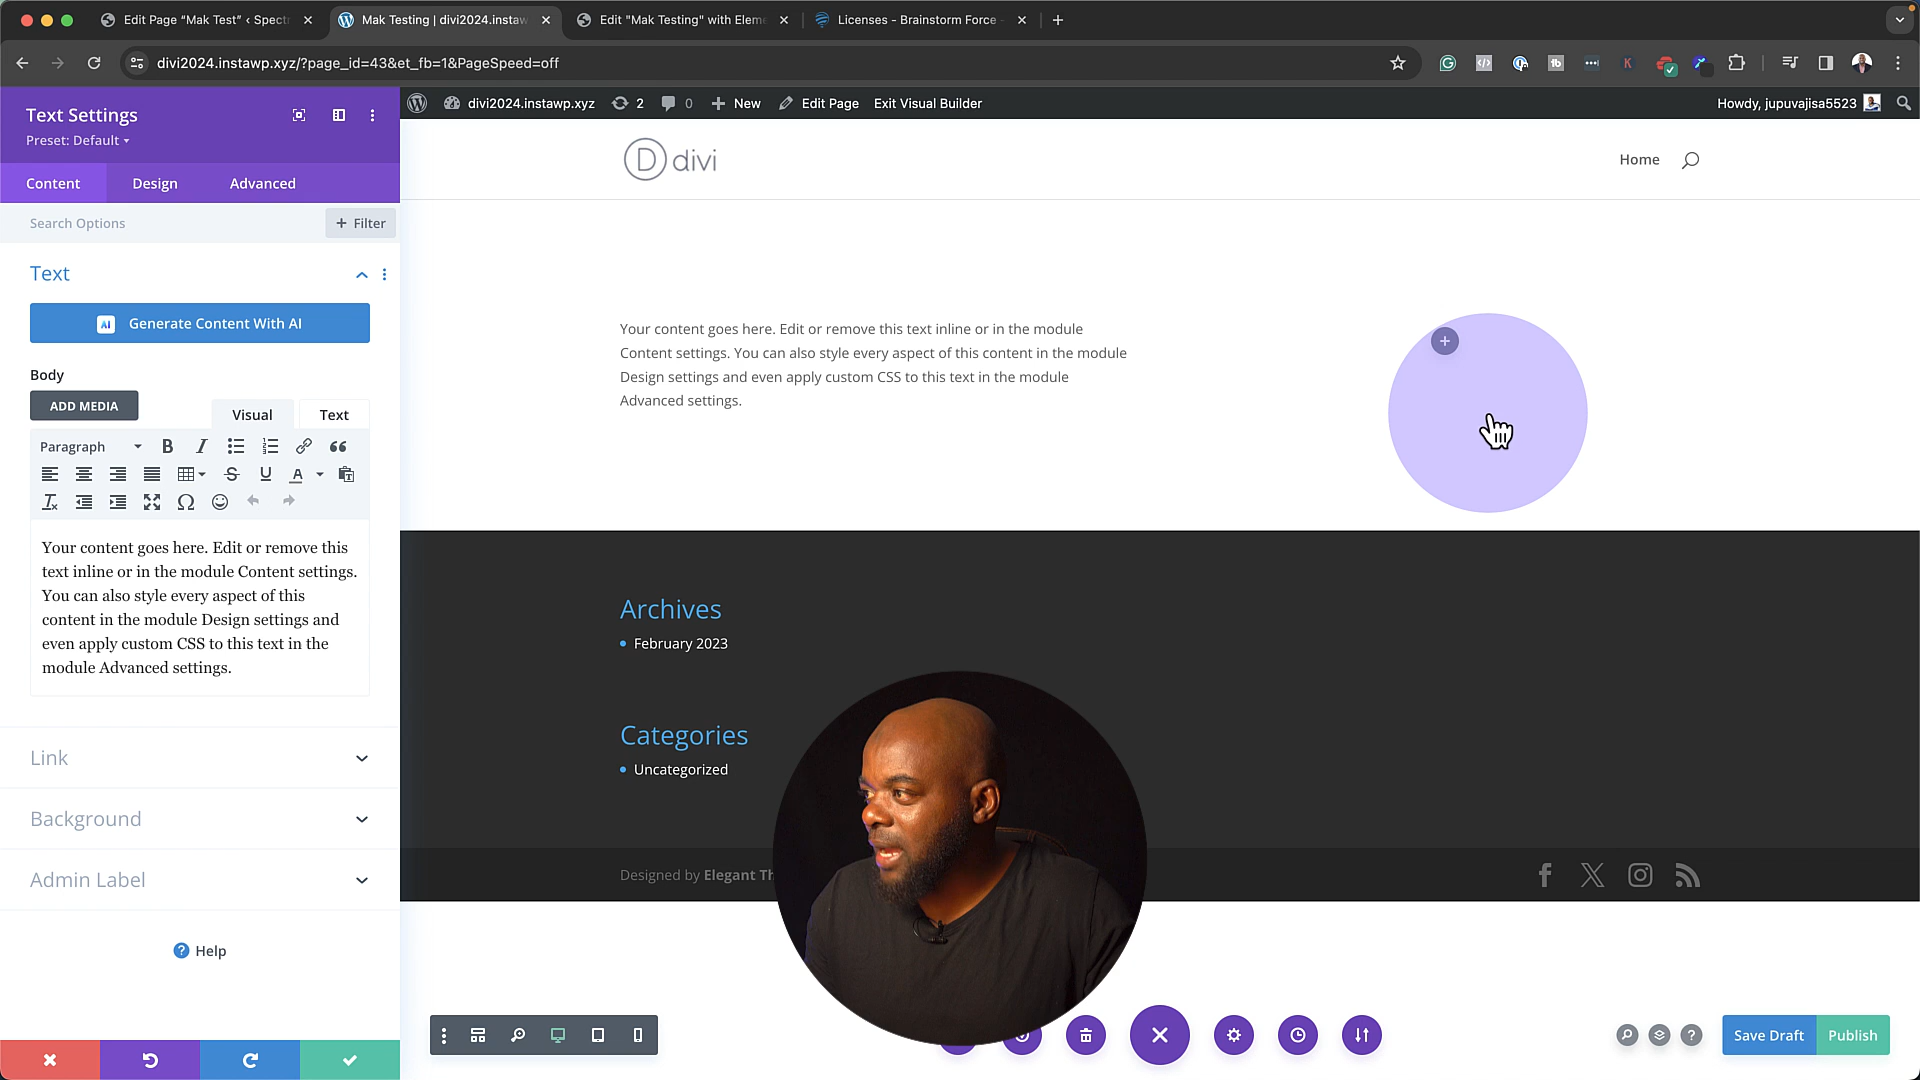 Edit Page “Mak Test” ‹ Spectr
Mak Testing | divi2024.instaw
Edit "Mak Testing" with Eleme
Licenses - Brainstorm Force
divi2024.instawp.xyz/?page_id=43&et_fb=1&PageSpeed=off
Text Settings
Preset: Default
divi2024.instawp.xyz
2
0
New
Edit Page
Exit Visual Builder
Howdy, jupuvajisa5523
Content
Design
Advanced
D divi
Home
Search Options
+ Filter
Text
AI Generate Content With AI
Body
ADD MEDIA
Visual
Text
Paragraph
Your content goes here. Edit or remove this
text inline or in the module Content settings.
You can also style every aspect of this
content in the module Design settings and
even apply custom CSS to this text in the
module Advanced settings.
Link
Background
Admin Label
Help
Your content goes here. Edit or remove this text inline or in the module
Content settings. You can also style every aspect of this content in the module
Design settings and even apply custom CSS to this text in the module
Advanced settings.
Archives
February 2023
Categories
Uncategorized
Designed by Elegant Th
Save Draft
Publish